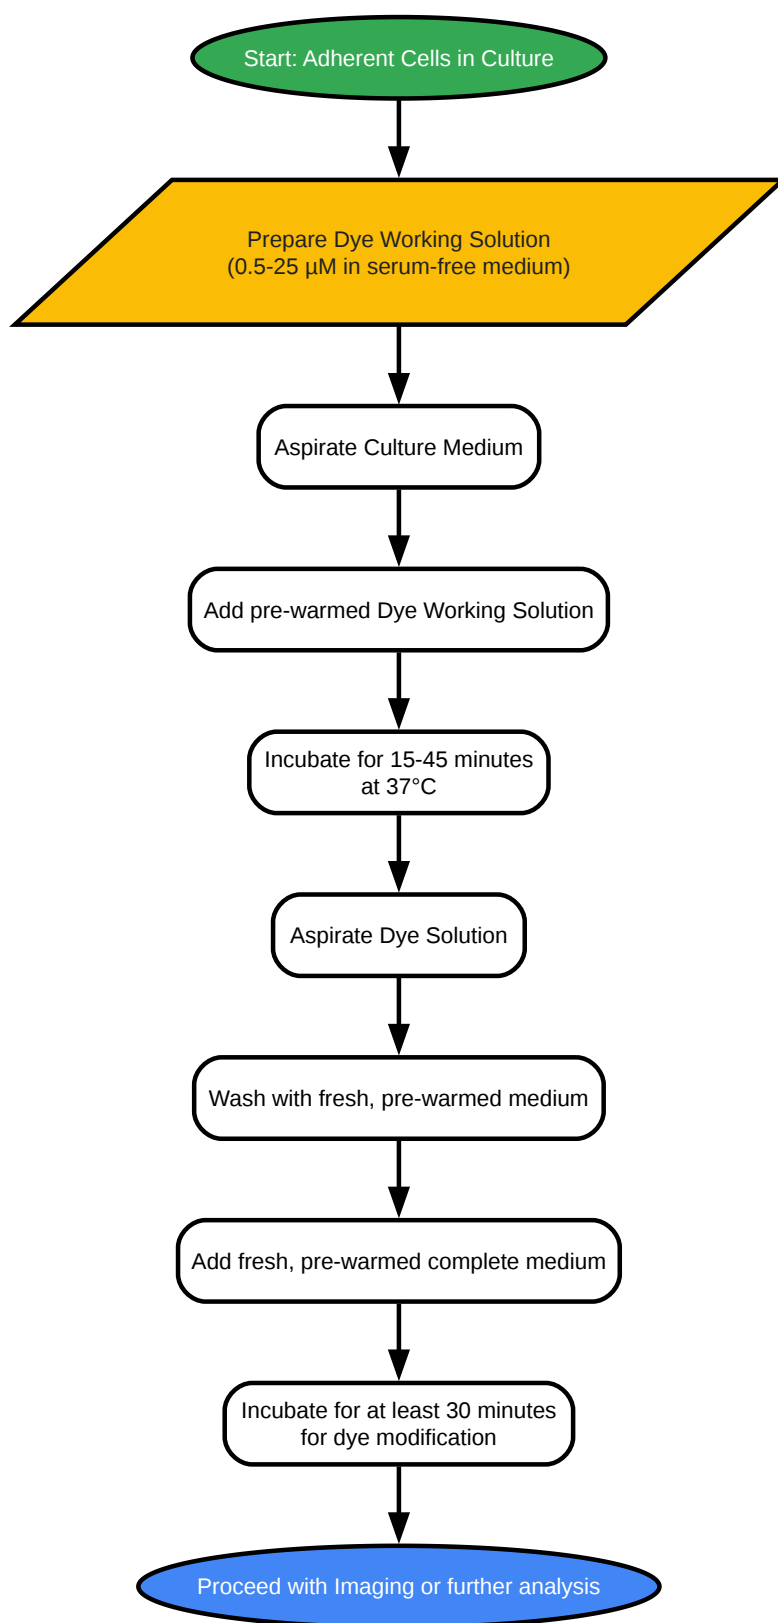 Start: Adherent Cells in Culture
Prepare Dye Working Solution
(0.5-25 µM in serum-free medium)
Aspirate Culture Medium
Add pre-warmed Dye Working Solution
Incubate for 15-45 minutes
at 37°C
Aspirate Dye Solution
Wash with fresh, pre-warmed medium
Add fresh, pre-warmed complete medium
Incubate for at least 30 minutes
for dye modification
Proceed with Imaging or further analysis